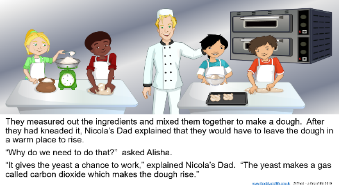 They measured out the ingredients and mixed them together to make a dough.  After
they had kneaded it, Nicola's Dad explained that they would have to leave the dough in
a warm place to rise.
"Why do we need to do that?"  asked Alisha.
"It gives the yeast a chance to work," explained Nicola's Dad.  "The yeast makes a gas
called carbon dioxide which makes the dough rise."